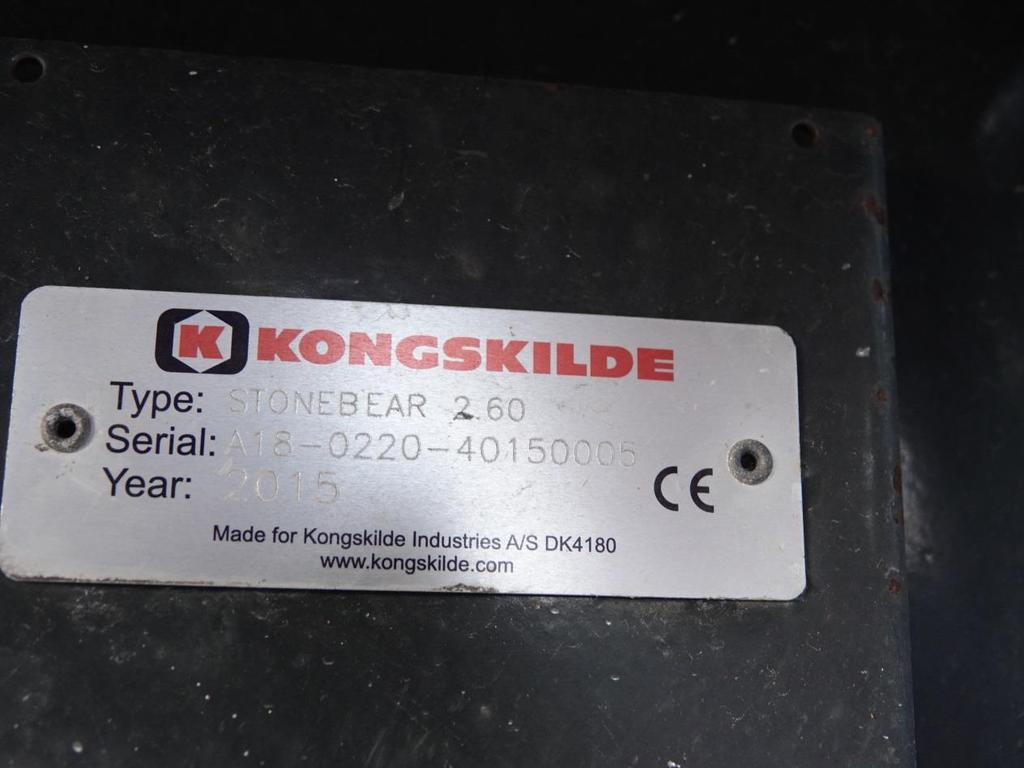 K KONGSKILDE
Type: STONEBEAR 2.60
Serial: A18-0220-40150005
Year: 2015
CE
Made for Kongskilde Industries A/S DK4180
www.kongskilde.com